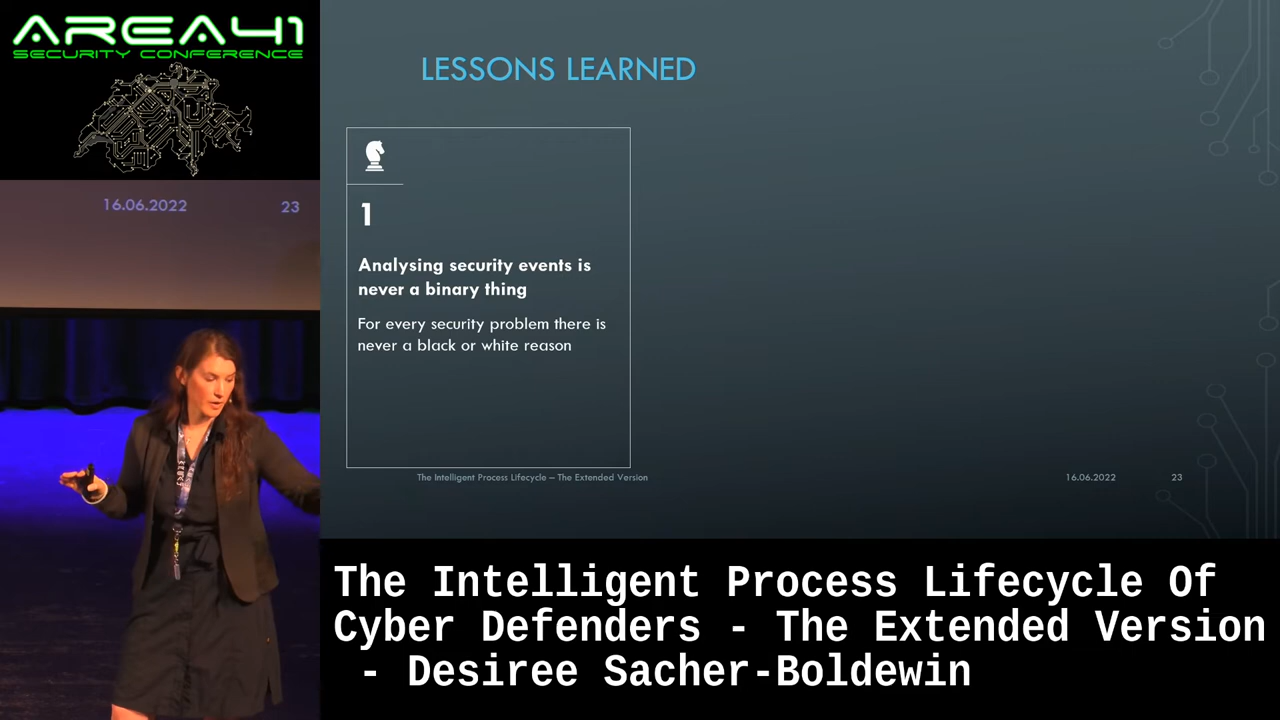 AREA41
SECURITY CONFERENCE
16.06.2022
23
LESSONS LEARNED
1
Analysing security events is
never a binary thing
For every security problem there is
never a black or white reason
The Intelligent Process Lifecycle – The Extended Version
16.06.2022
23
The Intelligent Process Lifecycle Of
Cyber Defenders - The Extended Version
- Desiree Sacher-Boldewin